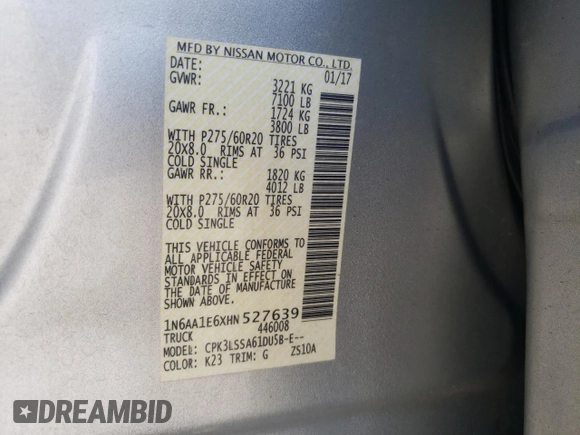 MFD BY NISSAN MOTOR CO., LTD.
DATE: 01/17
GVWR: 3221 KG
7100 LB
GAWR FR.: 1724 KG
3800 LB
WITH P275/60R20 TIRES
20X8.0 RIMS AT 36 PSI
COLD SINGLE
GAWR RR.: 1820 KG
4012 LB
WITH P275/60R20 TIRES
20X8.0 RIMS AT 36 PSI
COLD SINGLE
THIS VEHICLE CONFORMS TO
ALL APPLICABLE FEDERAL
MOTOR VEHICLE SAFETY
STANDARDS IN EFFECT ON
THE DATE OF MANUFACTURE
SHOWN ABOVE
1N6AA1E6XHN527639
TRUCK 446008
MODEL: CPK3LSSA61DU5B-E--
COLOR: K23 TRIM: G ZS10A
DREAMBID